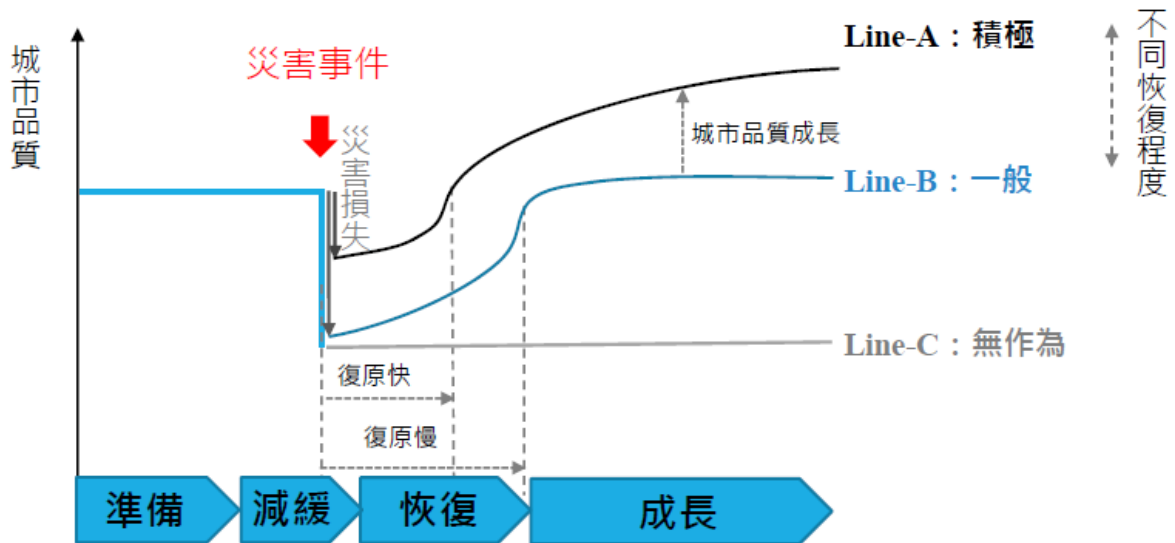 城市品質
災害事件
災害損失
Line-A：積極
不同恢復程度
城市品質成長
Line-B：一般
Line-C：無作為
復原快
復原慢
準備
減緩
恢復
成長